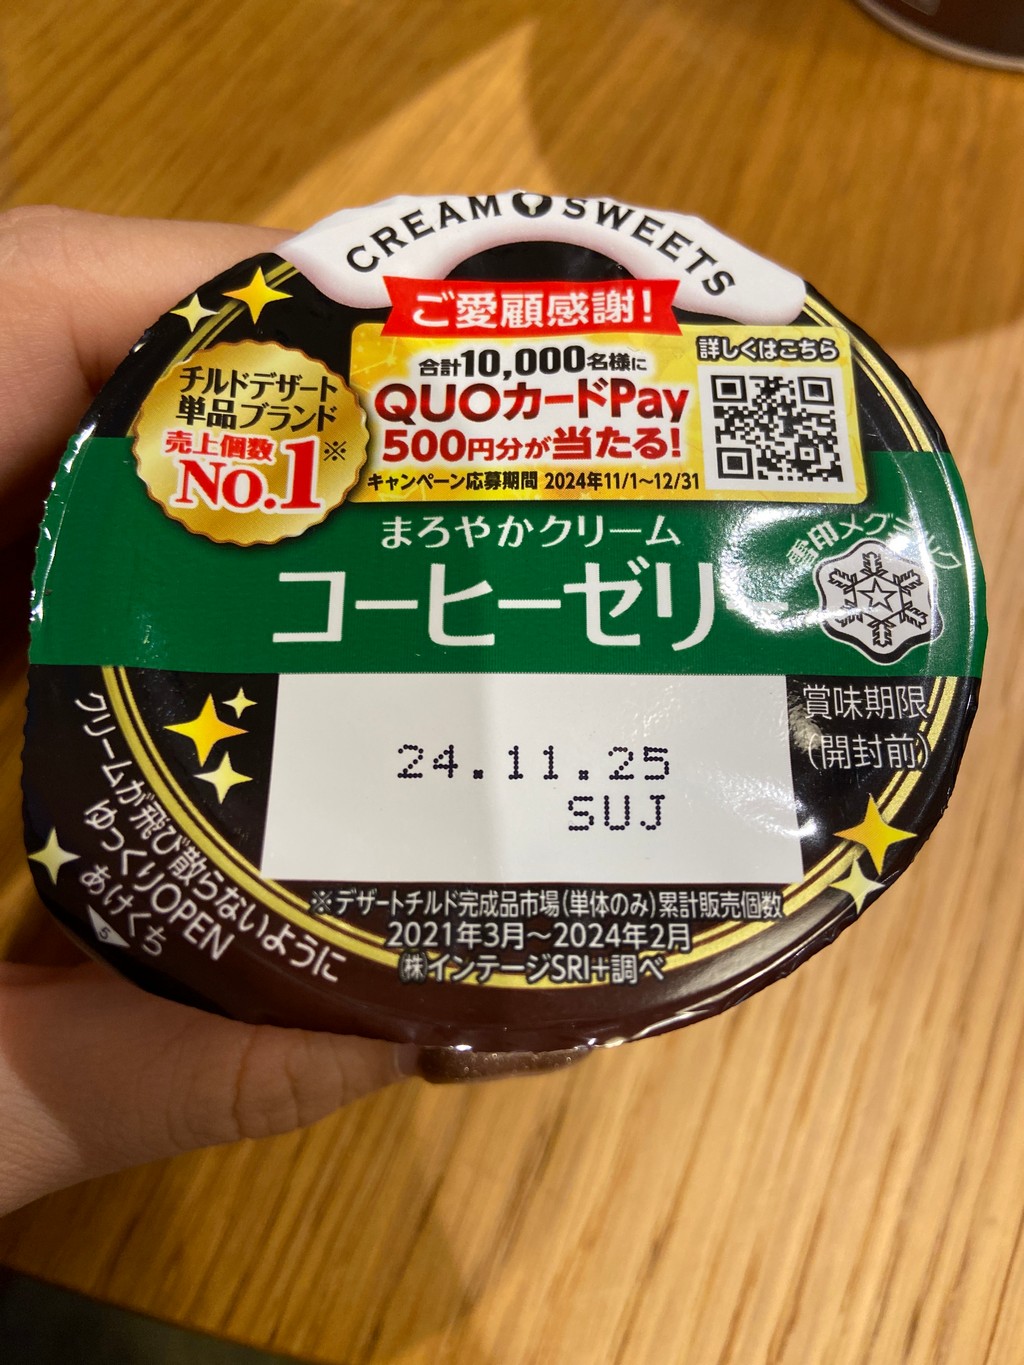 CREAM SWEETS
ご愛顧感謝!
チルドデザート
単品ブランド
売上個数
No.1※
合計10,000名様に
QUOカードPay
500円分が当たる!
キャンペーン応募期間 2024年11/1~12/31
詳しくはこちら
まろやかクリーム
コーヒーゼリー
雪印メグミルク
賞味期限
(開封前)
24.11.25
SUJ
クリームが飛び散らないように
ゆっくりOPEN
あけくち
5
※デザートチルド完成品市場(単体のみ)累計販売個数
2021年3月~2024年2月
㈱インテージSRI+調べ